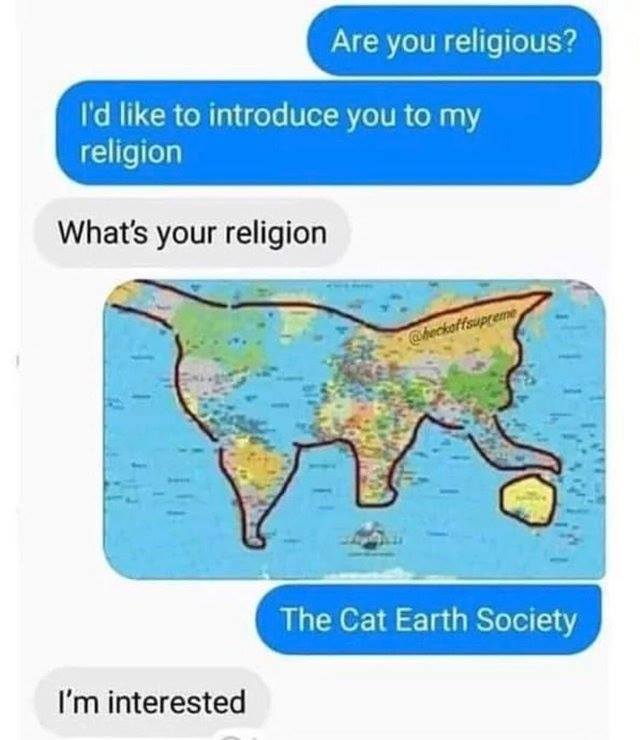 Are you religious?
I'd like to introduce you to my
religion
What's your religion
@heckoffsupreme
The Cat Earth Society
I'm interested